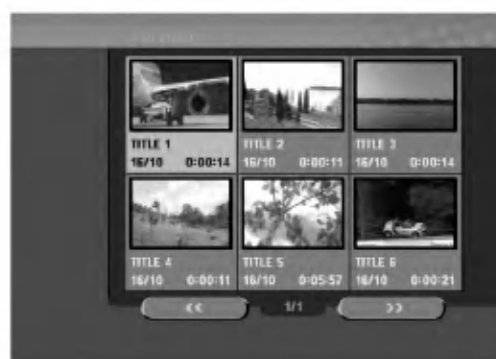 TITLE 1
16/10 0:00:14
TITLE 2
16/10 0:00:11
TITLE 3
16/10 0:00:14
TITLE 4
16/10 0:00:11
TITLE 5
16/10 0:05:57
TITLE 6
16/10 0:00:21
<< 1/1 >>